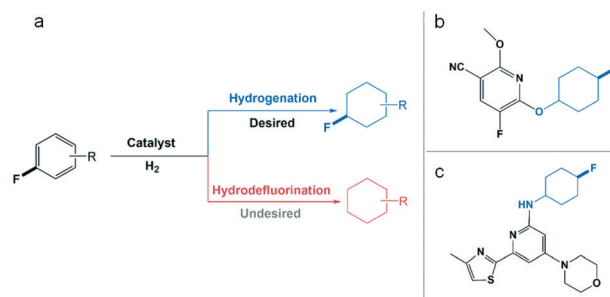 a
F
R
Catalyst
H2
Hydrogenation
Desired
F
R
Hydrodefluorination
Undesired
R
b
O
NC
N
O
F
c
F
HN
N
N
S
N
O